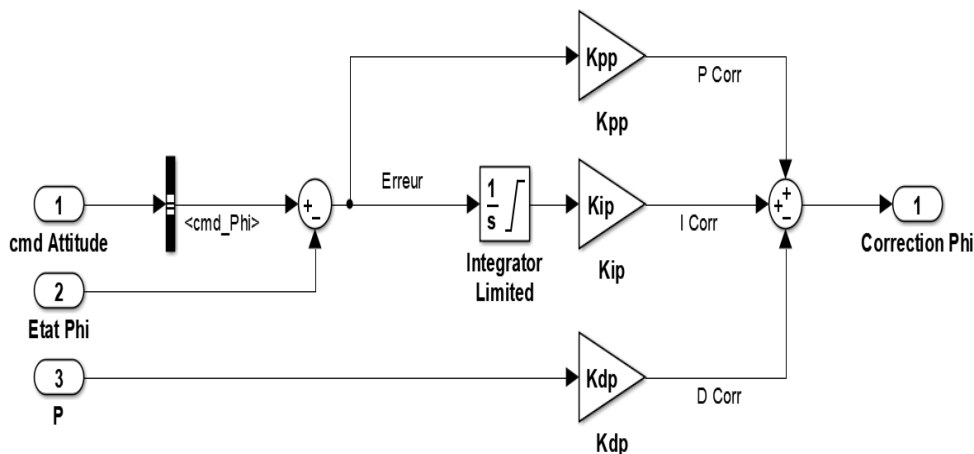 Kpp
P Corr
Kpp
1
cmd Attitude
<cmd_Phi>
+
−
Erreur
1
s
Integrator
Limited
Kip
I Corr
Kip
+
+
−
1
Correction Phi
2
Etat Phi
3
P
Kdp
D Corr
Kdp